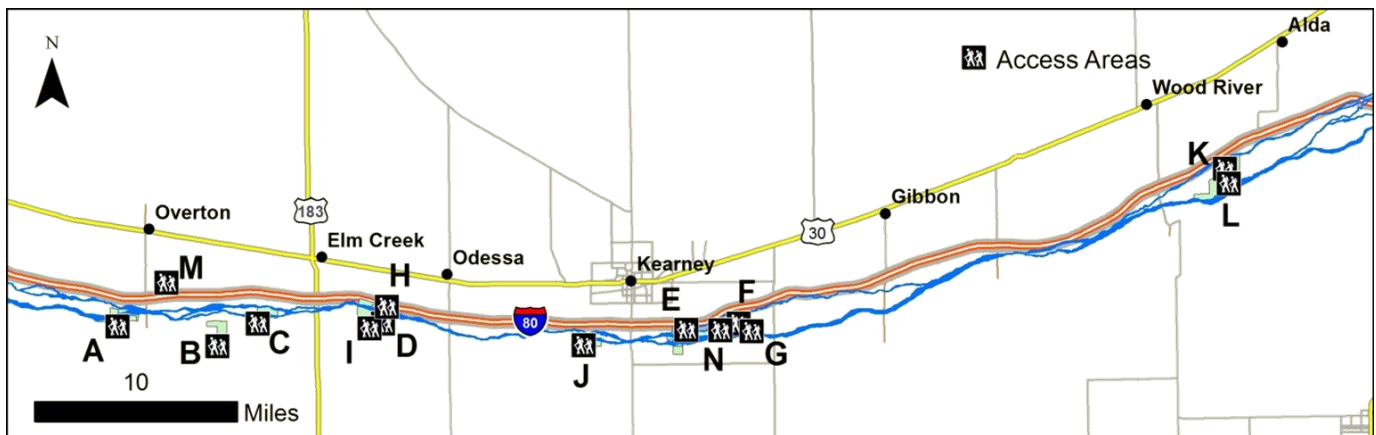 N
Alda
Access Areas
Wood River
K
Overton
183
Gibbon
L
30
Elm Creek
M
H
Odessa
Kearney
E
F
80
A
B
C
I
D
J
N
G
10
Miles